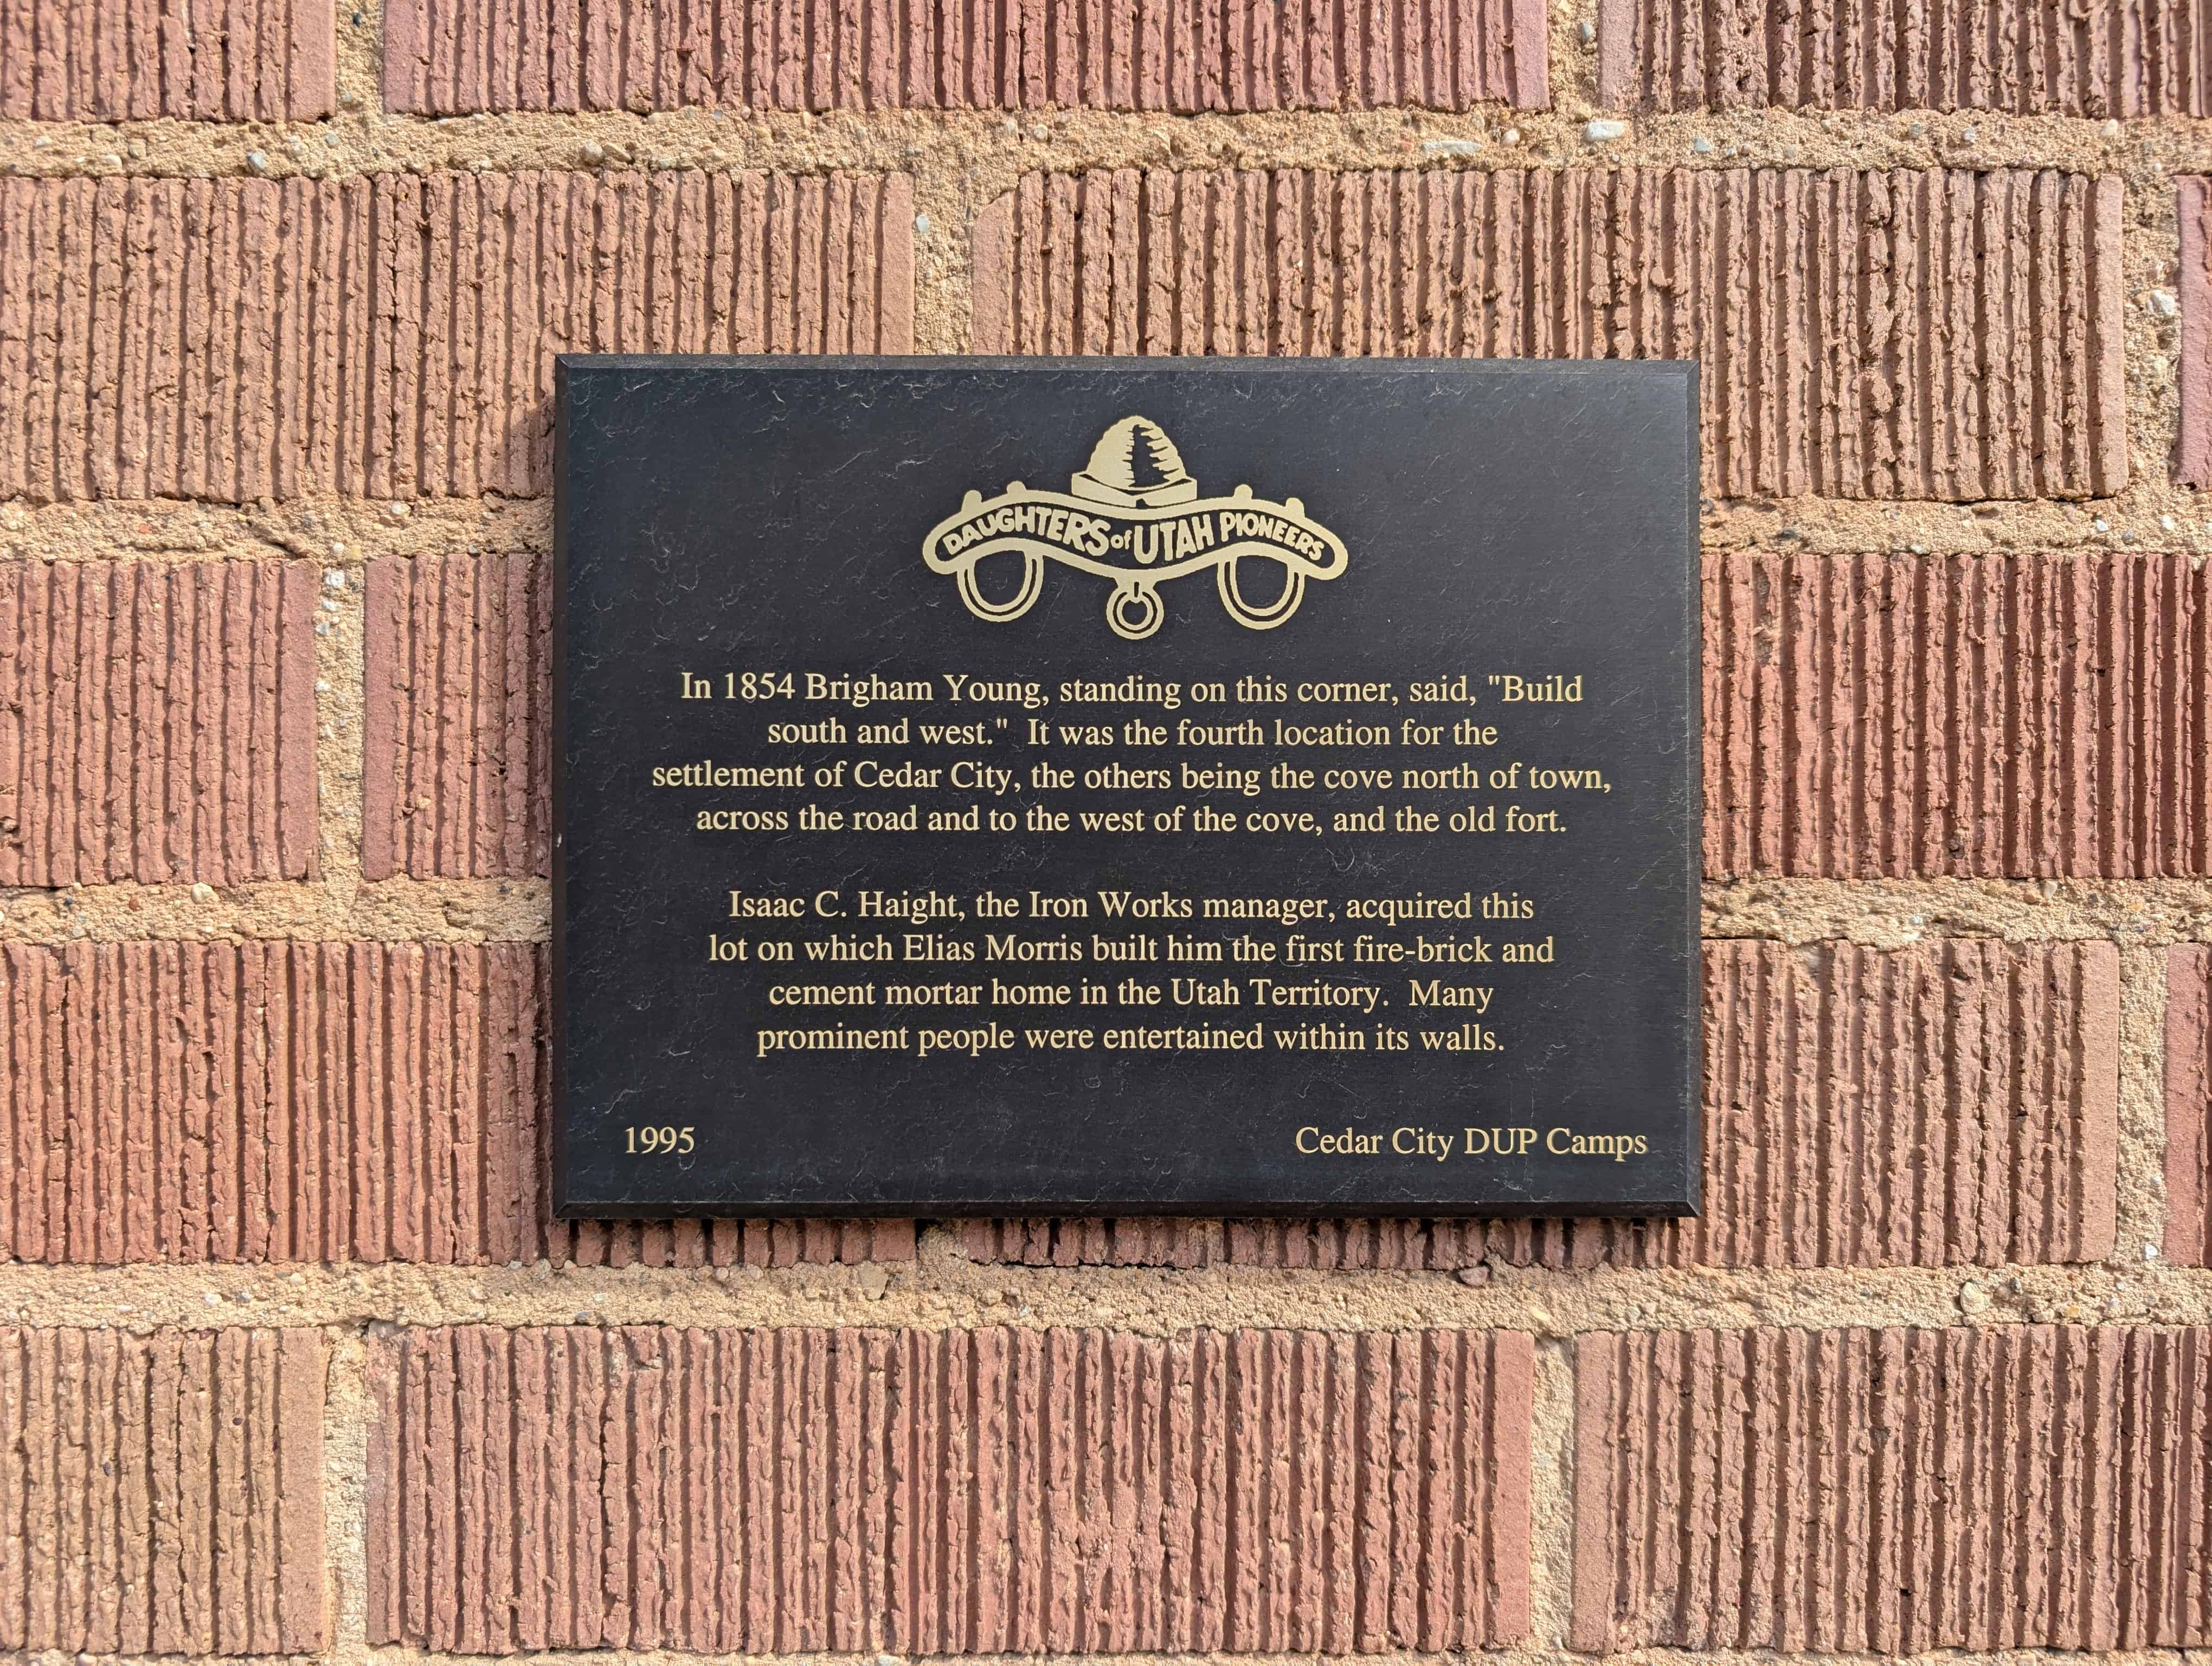 DAUGHTERS of UTAH PIONEERS
In 1854 Brigham Young, standing on this corner, said, "Build
south and west."  It was the fourth location for the
settlement of Cedar City, the others being the cove north of town,
across the road and to the west of the cove, and the old fort.
Isaac C. Haight, the Iron Works manager, acquired this
lot on which Elias Morris built him the first fire-brick and
cement mortar home in the Utah Territory.  Many
prominent people were entertained within its walls.
1995
Cedar City DUP Camps